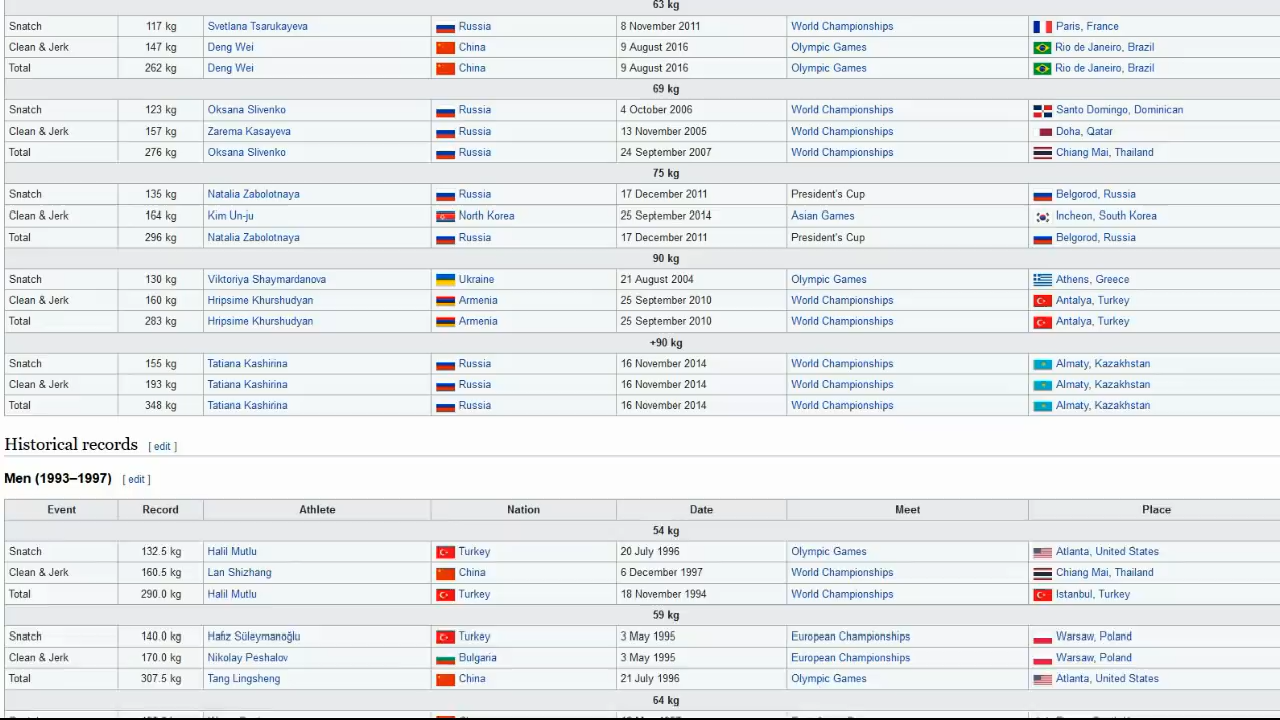 63 kg
Snatch 117 kg Svetlana Tsarukayeva Russia 8 November 2011 World Championships Paris, France
Clean & Jerk 147 kg Deng Wei China 9 August 2016 Olympic Games Rio de Janeiro, Brazil
Total 262 kg Deng Wei China 9 August 2016 Olympic Games Rio de Janeiro, Brazil
69 kg
Snatch 123 kg Oksana Slivenko Russia 4 October 2006 World Championships Santo Domingo, Dominican
Clean & Jerk 157 kg Zarema Kasayeva Russia 13 November 2005 World Championships Doha, Qatar
Total 276 kg Oksana Slivenko Russia 24 September 2007 World Championships Chiang Mai, Thailand
75 kg
Snatch 135 kg Natalia Zabolotnaya Russia 17 December 2011 President's Cup Belgorod, Russia
Clean & Jerk 164 kg Kim Un-ju North Korea 25 September 2014 Asian Games Incheon, South Korea
Total 296 kg Natalia Zabolotnaya Russia 17 December 2011 President's Cup Belgorod, Russia
90 kg
Snatch 130 kg Viktoriya Shaymardanova Ukraine 21 August 2004 Olympic Games Athens, Greece
Clean & Jerk 160 kg Hripsime Khurshudyan Armenia 25 September 2010 World Championships Antalya, Turkey
Total 283 kg Hripsime Khurshudyan Armenia 25 September 2010 World Championships Antalya, Turkey
+90 kg
Snatch 155 kg Tatiana Kashirina Russia 16 November 2014 World Championships Almaty, Kazakhstan
Clean & Jerk 193 kg Tatiana Kashirina Russia 16 November 2014 World Championships Almaty, Kazakhstan
Total 348 kg Tatiana Kashirina Russia 16 November 2014 World Championships Almaty, Kazakhstan
Historical records [ edit ]
Men (1993–1997) [ edit ]
Event Record Athlete Nation Date Meet Place
54 kg
Snatch 132.5 kg Halil Mutlu Turkey 20 July 1996 Olympic Games Atlanta, United States
Clean & Jerk 160.5 kg Lan Shizhang China 6 December 1997 World Championships Chiang Mai, Thailand
Total 290.0 kg Halil Mutlu Turkey 18 November 1994 World Championships Istanbul, Turkey
59 kg
Snatch 140.0 kg Hafız Süleymanoğlu Turkey 3 May 1995 European Championships Warsaw, Poland
Clean & Jerk 170.0 kg Nikolay Peshalov Bulgaria 3 May 1995 European Championships Warsaw, Poland
Total 307.5 kg Tang Lingsheng China 21 July 1996 Olympic Games Atlanta, United States
64 kg